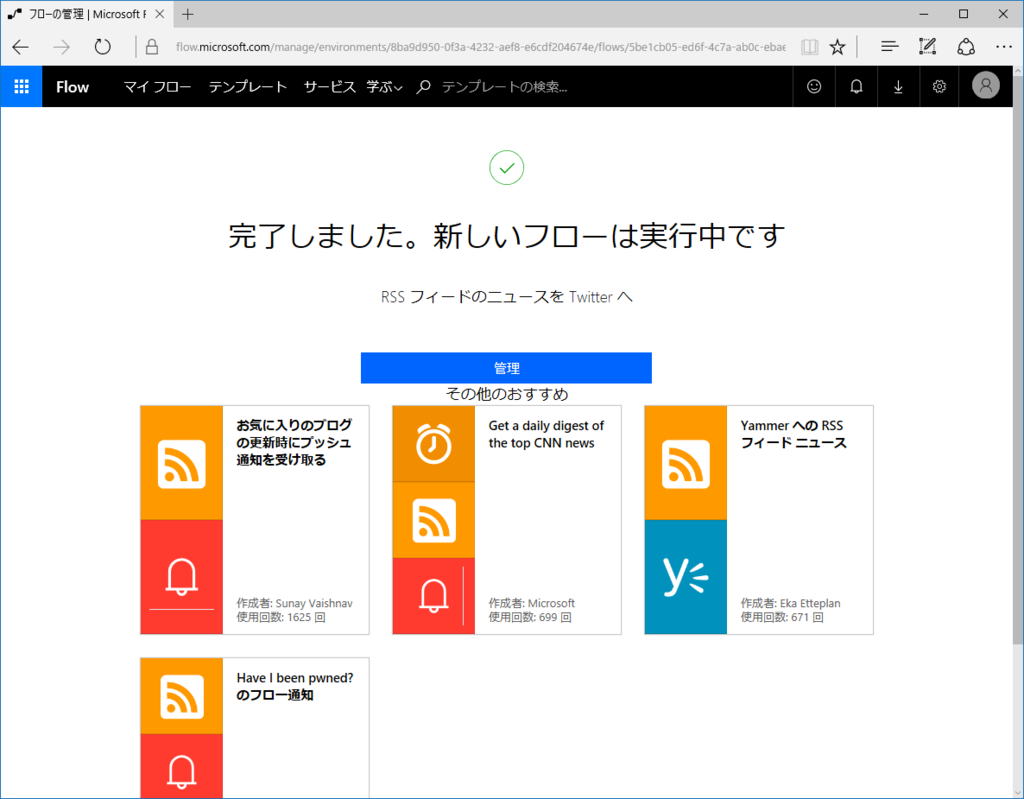 フローの管理 | Microsoft F
flow.microsoft.com/manage/environments/8ba9d950-0f3a-4232-aef8-e6cdf204674e/flows/5be1cb05-ed6f-4c7a-ab0c-ebae
Flow マイ フロー テンプレート サービス 学ぶ テンプレートの検索...
完了しました。新しいフローは実行中です
RSS フィードのニュースを Twitter へ
管理
その他のおすすめ
お気に入りのブログ
の更新時にプッシュ
通知を受け取る
作成者: Sunay Vaishnav
使用回数: 1625 回
Get a daily digest of
the top CNN news
作成者: Microsoft
使用回数: 699 回
Yammer への RSS
フィード ニュース
作成者: Eka Etteplan
使用回数: 671 回
Have I been pwned?
のフロー通知